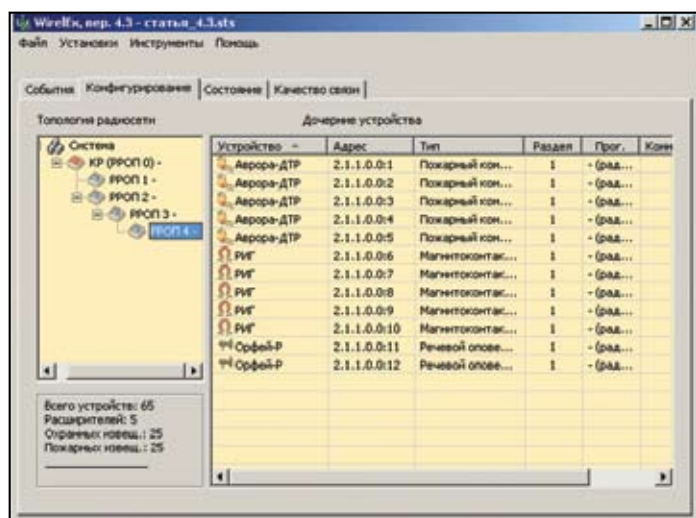 WirelEx, вер. 4.3 - статья_4.3.sts
Файл Установки Инструменты Помощь
События Конфигурирование Состояние Качество связи
Топология радиосети
Дочерние устройства
Система
КР (РРОП 0) -
РРОП 1 -
РРОП 2 -
РРОП 3 -
РРОП 4 -
Устройство Адрес Тип Раздел Прог. Комм
Аврора-ДТР 2.1.1.0.0:1 Пожарный ком... 1 - (рад...
Аврора-ДТР 2.1.1.0.0:2 Пожарный ком... 1 - (рад...
Аврора-ДТР 2.1.1.0.0:3 Пожарный ком... 1 - (рад...
Аврора-ДТР 2.1.1.0.0:4 Пожарный ком... 1 - (рад...
Аврора-ДТР 2.1.1.0.0:5 Пожарный ком... 1 - (рад...
РИГ 2.1.1.0.0:6 Магнитоконтак... 1 - (рад...
РИГ 2.1.1.0.0:7 Магнитоконтак... 1 - (рад...
РИГ 2.1.1.0.0:8 Магнитоконтак... 1 - (рад...
РИГ 2.1.1.0.0:9 Магнитоконтак... 1 - (рад...
РИГ 2.1.1.0.0:10 Магнитоконтак... 1 - (рад...
Орфей-Р 2.1.1.0.0:11 Речевой опове... 1 - (рад...
Орфей-Р 2.1.1.0.0:12 Речевой опове... 1 - (рад...
Всего устройств: 65
Расширителей: 5
Охранных извещ.: 25
Пожарных извещ.: 25